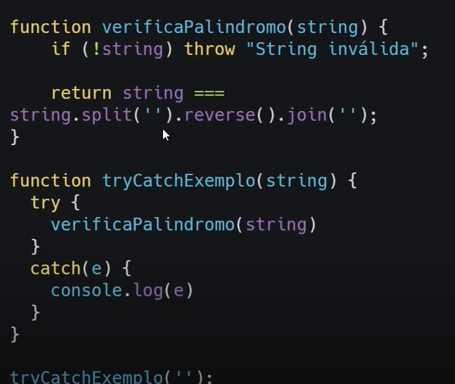 function verificaPalindromo(string) {
    if (!string) throw "String inválida";

    return string ===
string.split('').reverse().join('');
}

function tryCatchExemplo(string) {
  try {
    verificaPalindromo(string)
  }
  catch(e) {
    console.log(e)
  }
}

tryCatchExemplo('');